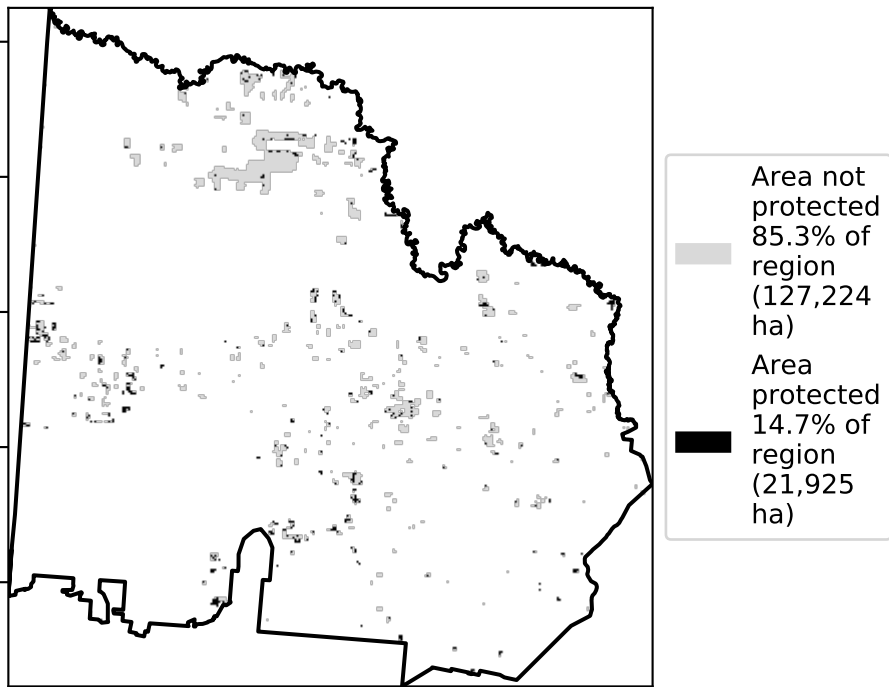 Area not
protected
85.3% of
region
(127,224
ha)
Area
protected
14.7% of
region
(21,925
ha)